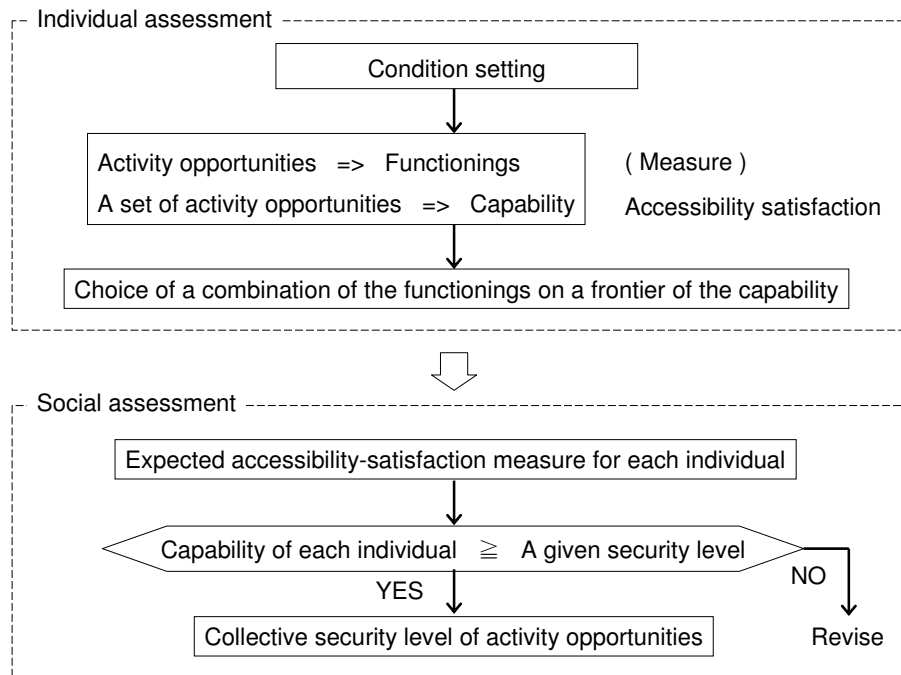 Individual assessment
Condition setting
Activity opportunities => Functionings
( Measure )
A set of activity opportunities => Capability
Accessibility satisfaction
Choice of a combination of the functionings on a frontier of the capability
Social assessment
Expected accessibility-satisfaction measure for each individual
Capability of each individual ≧ A given security level
NO
YES
Collective security level of activity opportunities
Revise